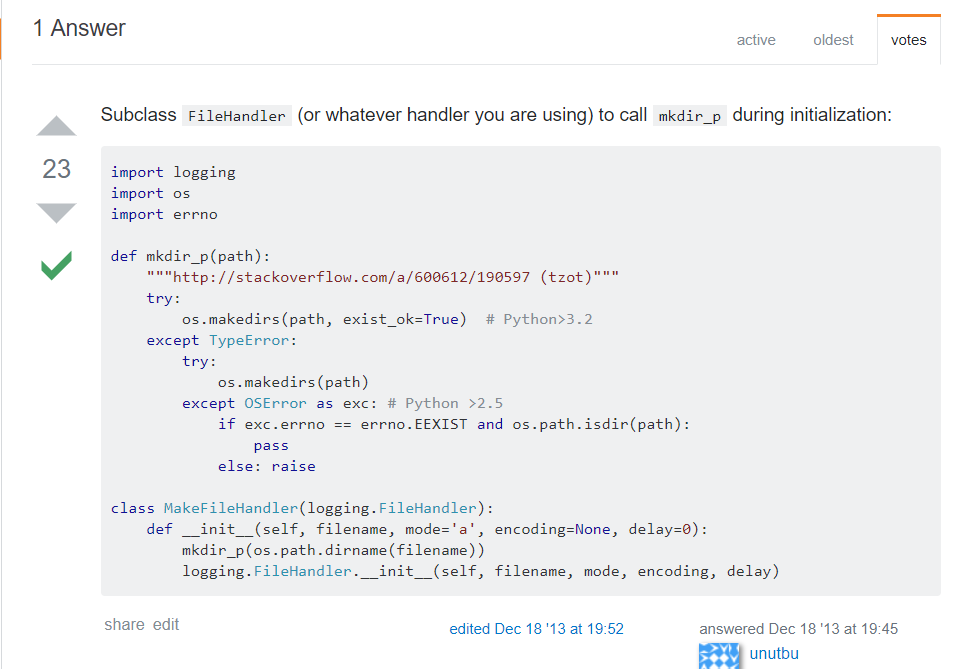 1 Answer
active oldest votes
Subclass FileHandler (or whatever handler you are using) to call mkdir_p during initialization:
23
import logging
import os
import errno
def mkdir_p(path):
    """http://stackoverflow.com/a/600612/190597 (tzot)"""
    try:
        os.makedirs(path, exist_ok=True)  # Python>3.2
    except TypeError:
        try:
            os.makedirs(path)
        except OSError as exc: # Python >2.5
            if exc.errno == errno.EEXIST and os.path.isdir(path):
                pass
            else: raise
class MakeFileHandler(logging.FileHandler):
    def __init__(self, filename, mode='a', encoding=None, delay=0):
        mkdir_p(os.path.dirname(filename))
        logging.FileHandler.__init__(self, filename, mode, encoding, delay)
share edit
edited Dec 18 '13 at 19:52
answered Dec 18 '13 at 19:45
unutbu